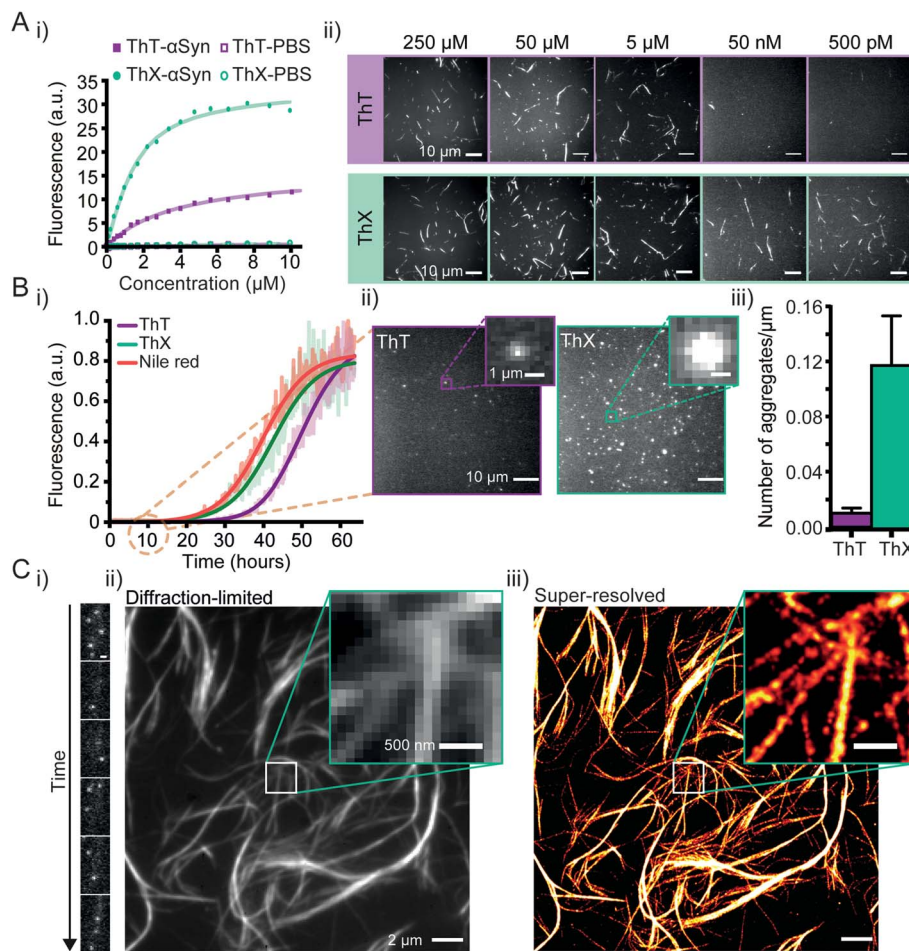 A
i)
ThT-αSyn
ThT-PBS
ThX-αSyn
ThX-PBS
Fluorescence (a.u.)
35
30
25
20
15
10
5
0
0 2 4 6 8 10
Concentration (μM)
ii)
250 μM 50 μM 5 μM 50 nM 500 pM
ThT
10 μm
ThX
10 μm
B
i)
ThT
ThX
Nile red
Fluorescence (a.u.)
1.0
0.8
0.6
0.4
0.2
0
0 10 20 30 40 50 60
Time (hours)
ii)
ThT
1 μm
10 μm
ThX
iii)
Number of aggregates/μm
0.16
0.12
0.08
0.04
0.00
ThT ThX
C
i)
Time
ii)
Diffraction-limited
500 nm
2 μm
iii)
Super-resolved